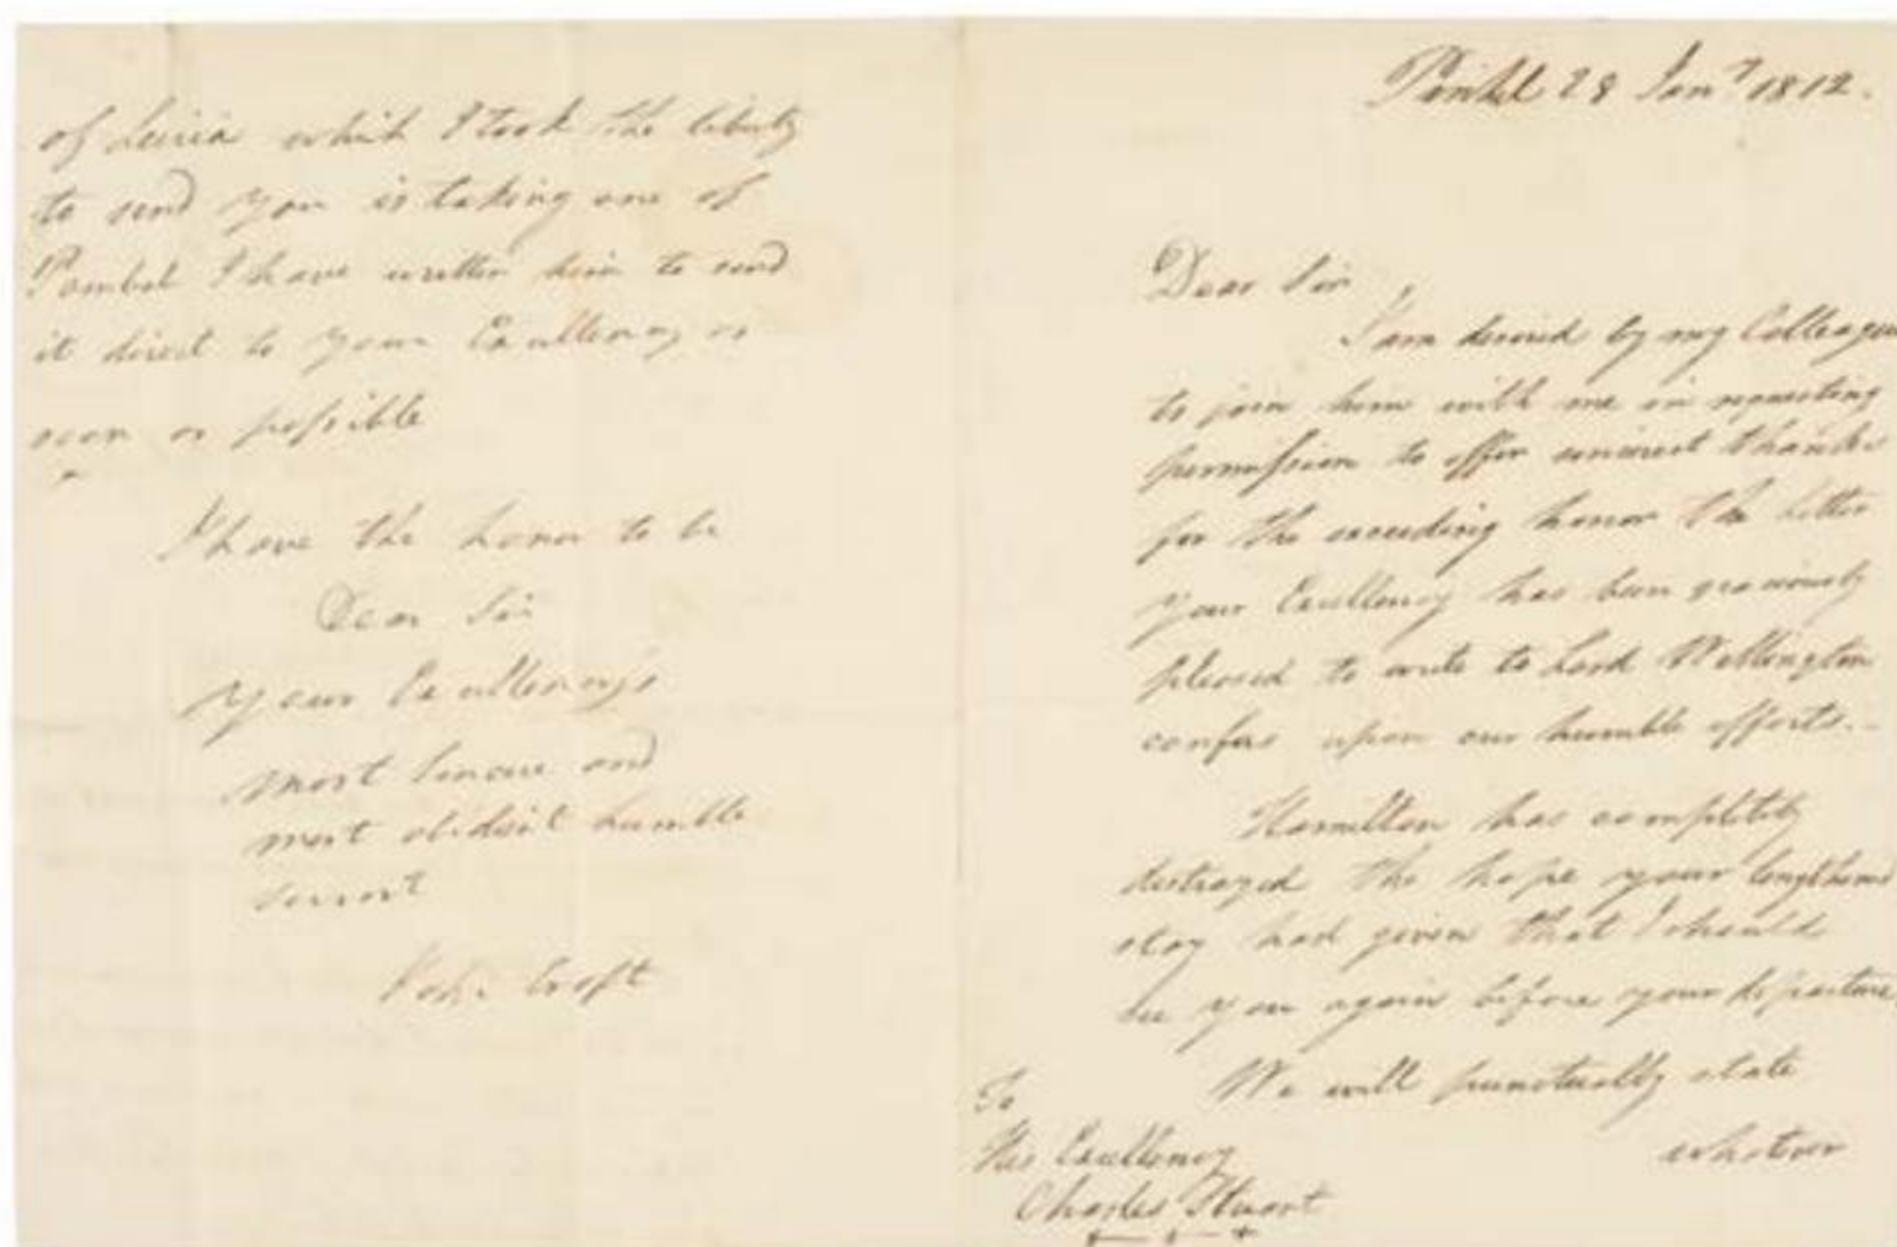 Pinhel 28 Jany 1812.
Dear Sir,
I am desired by my Colleague
to join him with me in requesting
permission to offer sincerest thanks
for the exceeding honor the letter
your Excellency has been graciously
pleased to write to Lord Wellington
confers upon our humble efforts.-
Hamilton has completely
destroyed the hope your lengthened
stay had given that I should
see you again before your departure,
We will punctually state
whatever
To
His Excellency
Charles Stuart
of Leiria which I took the liberty
to send you is taking one of
Pombal I have written him to send
it direct to your Excellency as
soon as possible
I have the honor to be
Dear Sir
Your Excellency's
most sincere and
most obedient humble
servant
John Croft